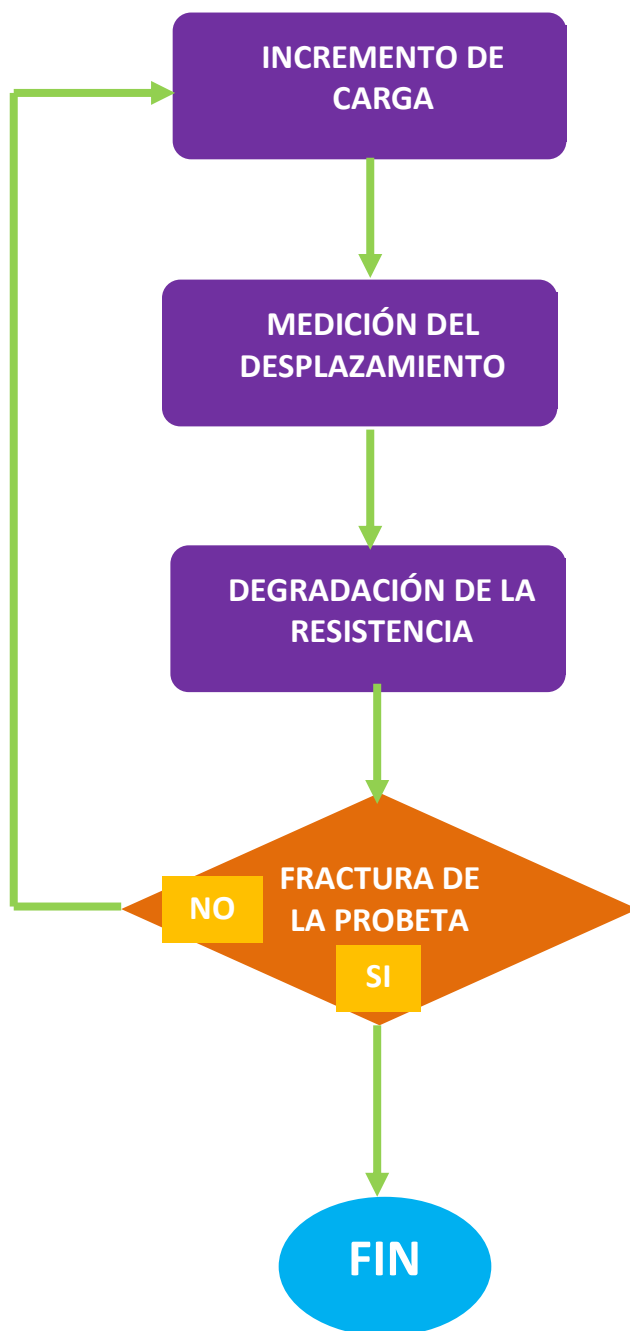 INCREMENTO DE
CARGA
MEDICIÓN DEL
DESPLAZAMIENTO
DEGRADACIÓN DE LA
RESISTENCIA
FRACTURA DE
LA PROBETA
NO
SI
FIN